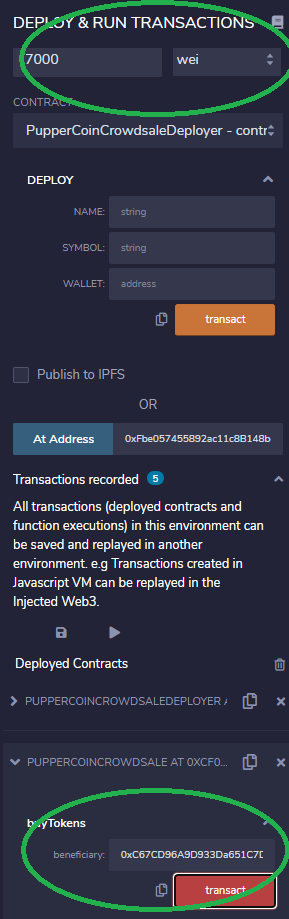 DEPLOY & RUN TRANSACTIONS
7000 wei
CONTRACT
PupperCoinCrowdsaleDeployer - contr
DEPLOY
NAME: string
SYMBOL: string
WALLET: address
transact
Publish to IPFS
OR
At Address 0xFbe057455892ac11c8B148b
Transactions recorded 5
All transactions (deployed contracts and
function executions) in this environment can
be saved and replayed in another
environment. e.g Transactions created in
Javascript VM can be replayed in the
Injected Web3.
Deployed Contracts
PUPPERCOINCROWDSALEDEPLOYER A
PUPPERCOINCROWDSALE AT 0XCF0...
buyTokens
beneficiary: 0xC67CD96A9D933Da651C7D
transact